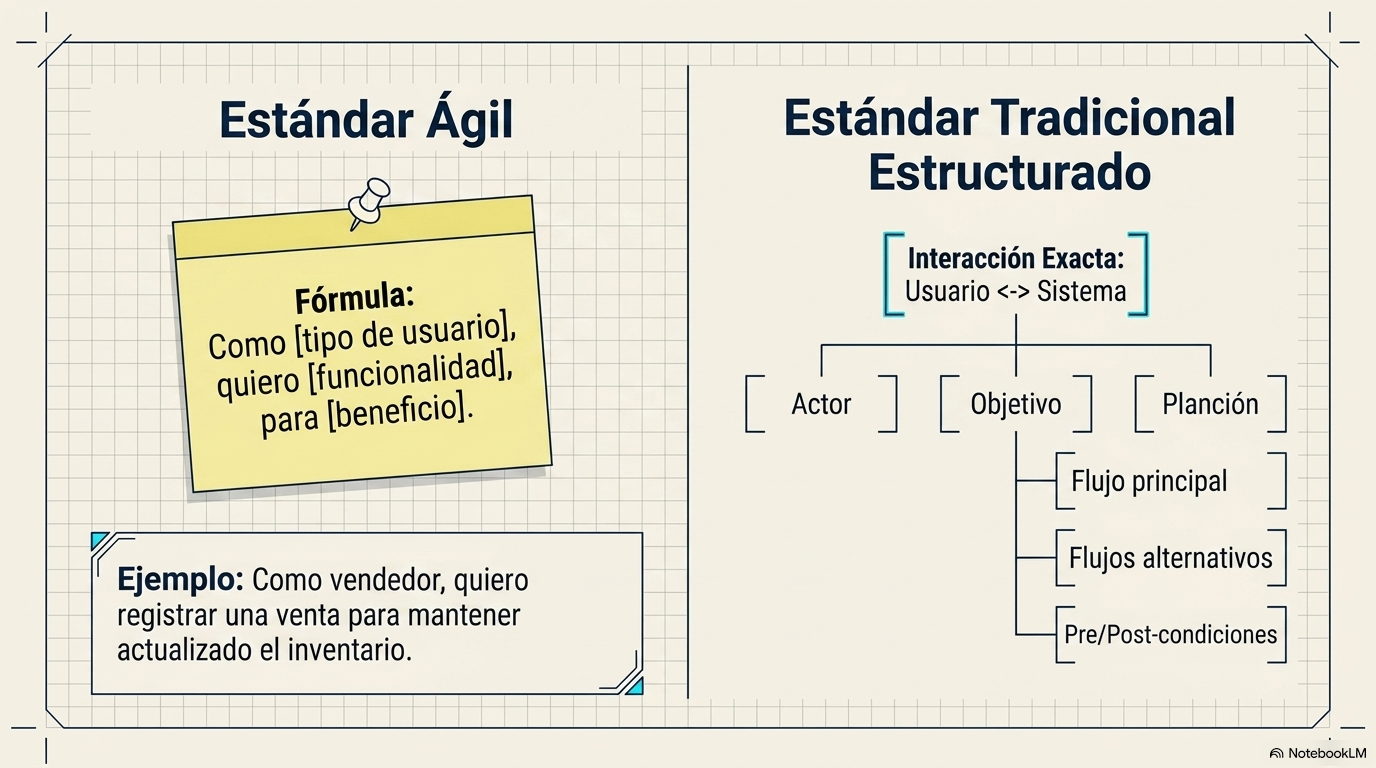 Estándar Ágil
Fórmula:
Como [tipo de usuario],
quiero [funcionalidad],
para [beneficio].
Ejemplo: Como vendedor, quiero
registrar una venta para mantener
actualizado el inventario.
Estándar Tradicional
Estructurado
Interacción Exacta:
Usuario <-> Sistema
Actor
Objetivo
Planción
Flujo principal
Flujos alternativos
Pre/Post-condiciones
NotebookLM